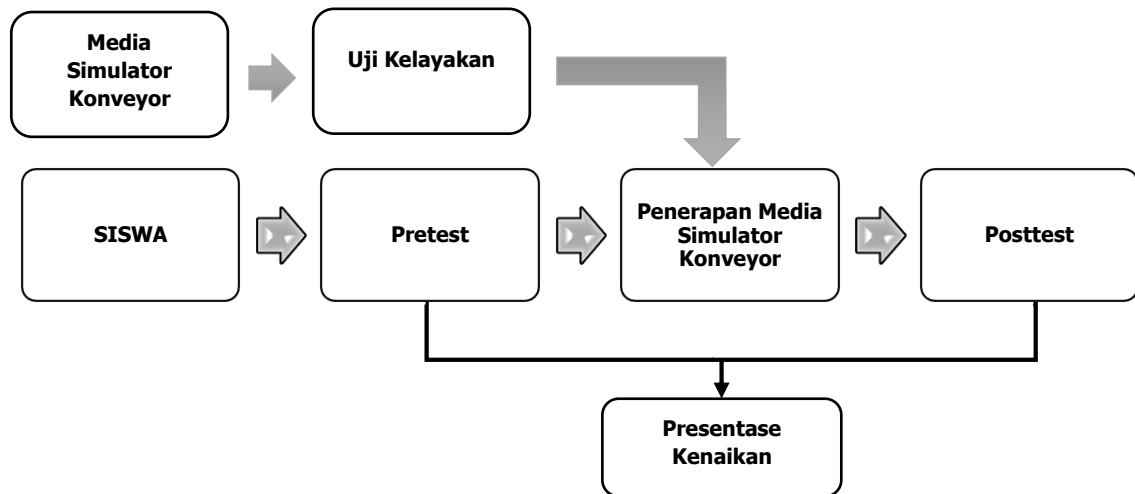 Media
Simulator
Konveyor
Uji Kelayakan
SISWA
Pretest
Penerapan Media
Simulator
Konveyor
Posttest
Presentase
Kenaikan